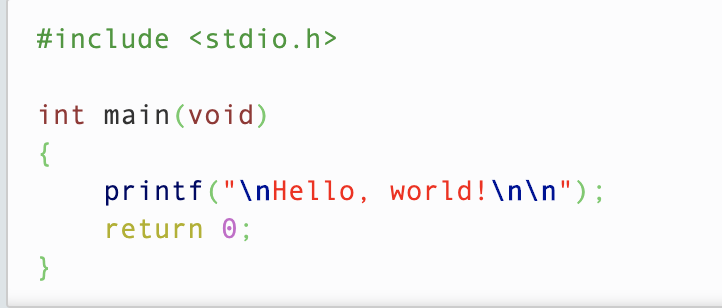 #include <stdio.h>
int main(void)
{
    printf("\nHello, world!\n\n");
    return 0;
}